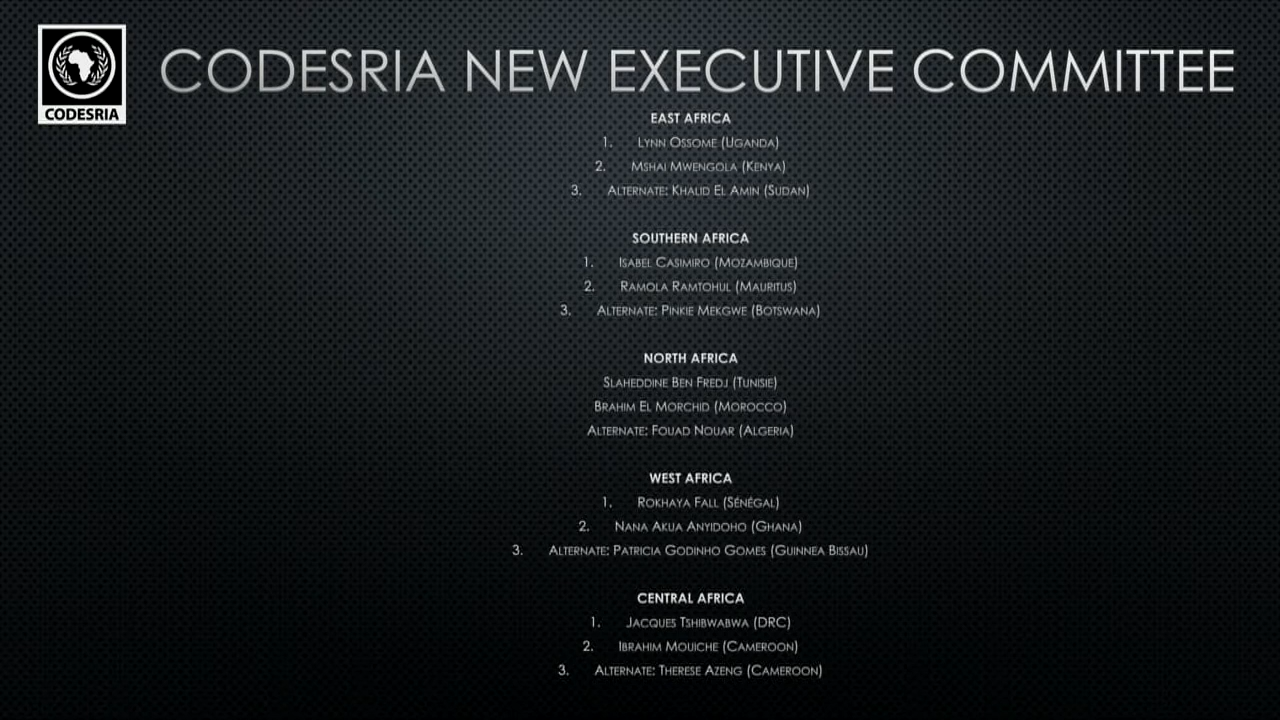 CODESRIA
CODESRIA NEW EXECUTIVE COMMITTEE
EAST AFRICA
1. Lynn Ossome (Uganda)
2. Mshai Mwengola (Kenya)
3. Alternate: Khalid El Amin (Sudan)
SOUTHERN AFRICA
1. Isabel Casimiro (Mozambique)
2. Ramola Ramtohul (Mauritus)
3. Alternate: Pinkie Mekgwe (Botswana)
NORTH AFRICA
Slaheddine Ben Fredj (Tunisie)
Brahim El Morchid (Morocco)
Alternate: Fouad Nouar (Algeria)
WEST AFRICA
1. Rokhaya Fall (Sénégal)
2. Nana Akua Anyidoho (Ghana)
3. Alternate: Patricia Godinho Gomes (Guinnea Bissau)
CENTRAL AFRICA
1. Jacques Tshibwabwa (DRC)
2. Ibrahim Mouiche (Cameroon)
3. Alternate: Therese Azeng (Cameroon)